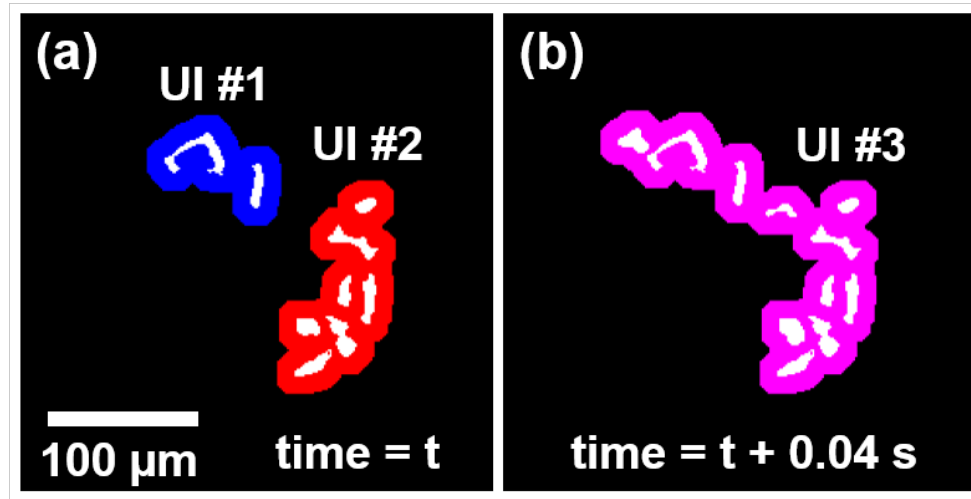 (a)
UI #1
UI #2
100 µm
time = t
(b)
UI #3
time = t + 0.04 s